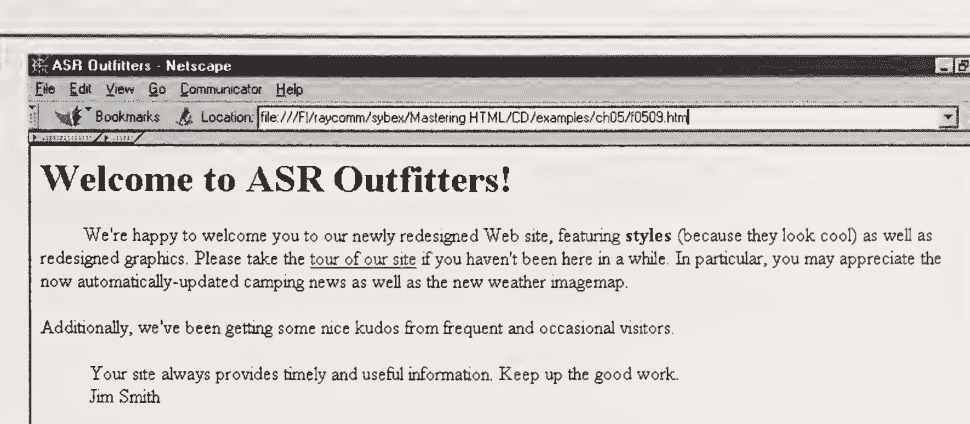 ASR Outfitters - Netscape
File Edit View Go Communicator Help
Bookmarks Location: file:///F|/raycomm/sybex/Mastering HTML/CD/examples/ch05/f0509.htm
Welcome to ASR Outfitters!
We're happy to welcome you to our newly redesigned Web site, featuring styles (because they look cool) as well as
redesigned graphics. Please take the tour of our site if you haven't been here in a while. In particular, you may appreciate the
now automatically-updated camping news as well as the new weather imagemap.
Additionally, we've been getting some nice kudos from frequent and occasional visitors.
Your site always provides timely and useful information. Keep up the good work.
Jim Smith